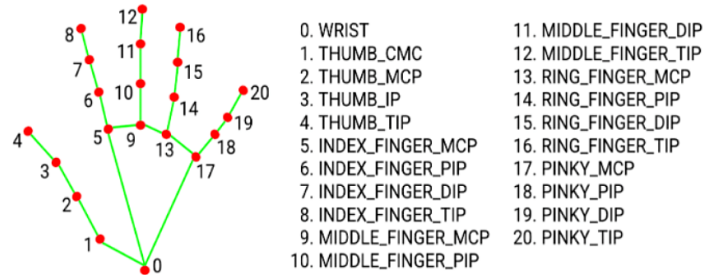 12
8
16
11
7
15
6
10
14
20
4
5
9
13
19
18
3
17
2
1
0
0. WRIST
1. THUMB_CMC
2. THUMB_MCP
3. THUMB_IP
4. THUMB_TIP
5. INDEX_FINGER_MCP
6. INDEX_FINGER_PIP
7. INDEX_FINGER_DIP
8. INDEX_FINGER_TIP
9. MIDDLE_FINGER_MCP
10. MIDDLE_FINGER_PIP
11. MIDDLE_FINGER_DIP
12. MIDDLE_FINGER_TIP
13. RING_FINGER_MCP
14. RING_FINGER_PIP
15. RING_FINGER_DIP
16. RING_FINGER_TIP
17. PINKY_MCP
18. PINKY_PIP
19. PINKY_DIP
20. PINKY_TIP